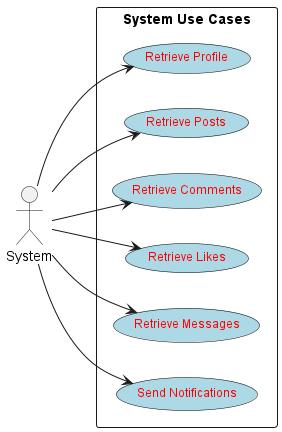 System Use Cases
Retrieve Profile
Retrieve Posts
Retrieve Comments
System
Retrieve Likes
Retrieve Messages
Send Notifications